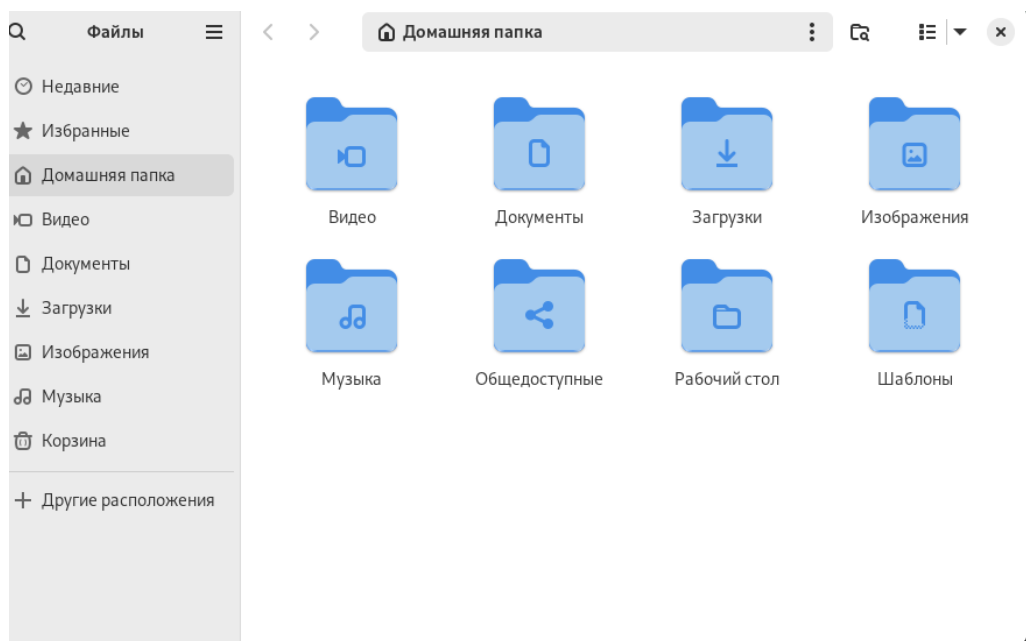 Файлы
Домашняя папка
Недавние
Избранные
Домашняя папка
Видео
Документы
Загрузки
Изображения
Музыка
Корзина
Другие расположения
Видео
Документы
Загрузки
Изображения
Музыка
Общедоступные
Рабочий стол
Шаблоны